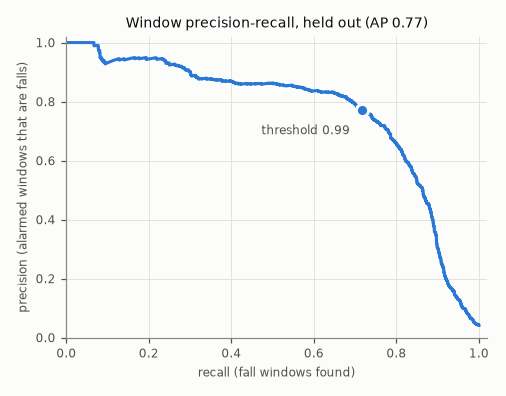 Window precision-recall, held out (AP 0.77)
precision (alarmed windows that are falls)
1.0
0.8
0.6
0.4
0.2
0.0
threshold 0.99
0.0 0.2 0.4 0.6 0.8 1.0
recall (fall windows found)